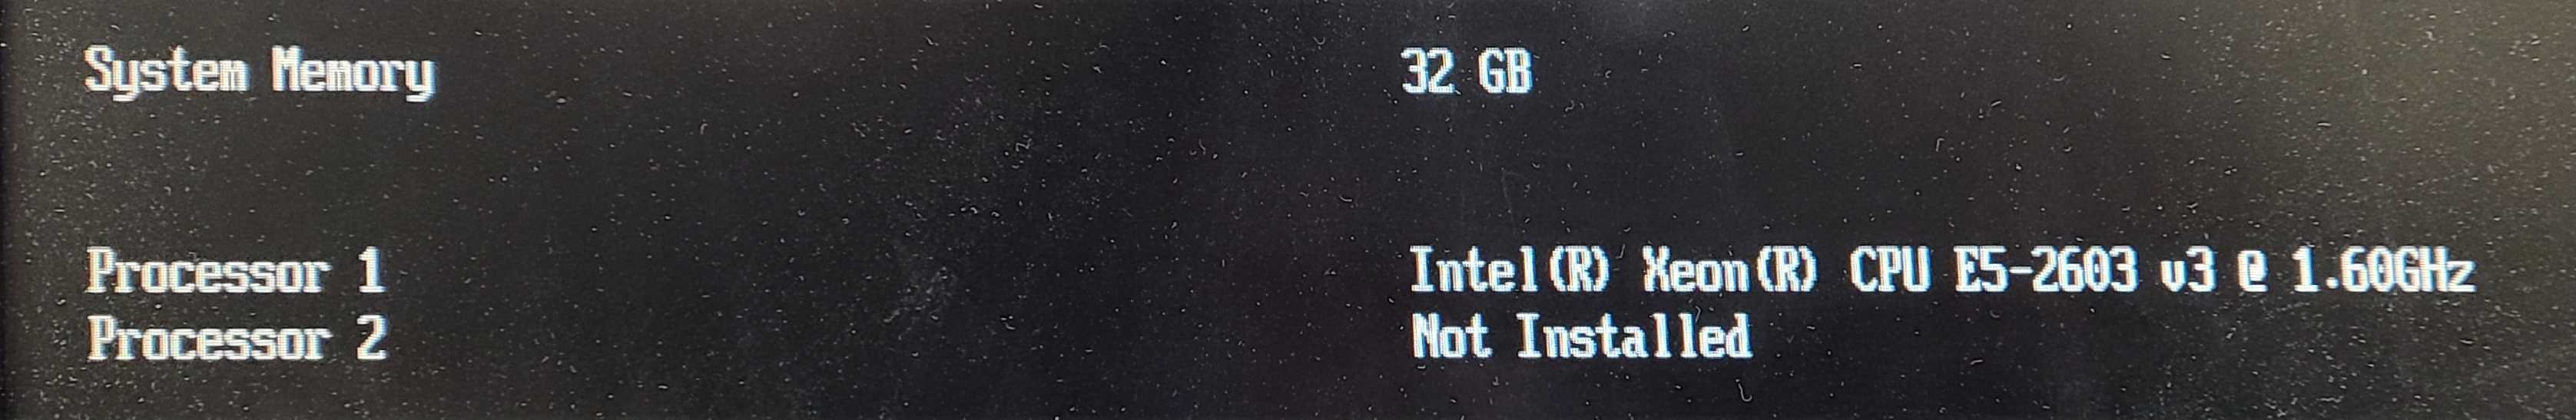 System Memory 32 GB
Processor 1 Intel(R) Xeon(R) CPU E5-2603 v3 @ 1.60GHz
Processor 2 Not Installed